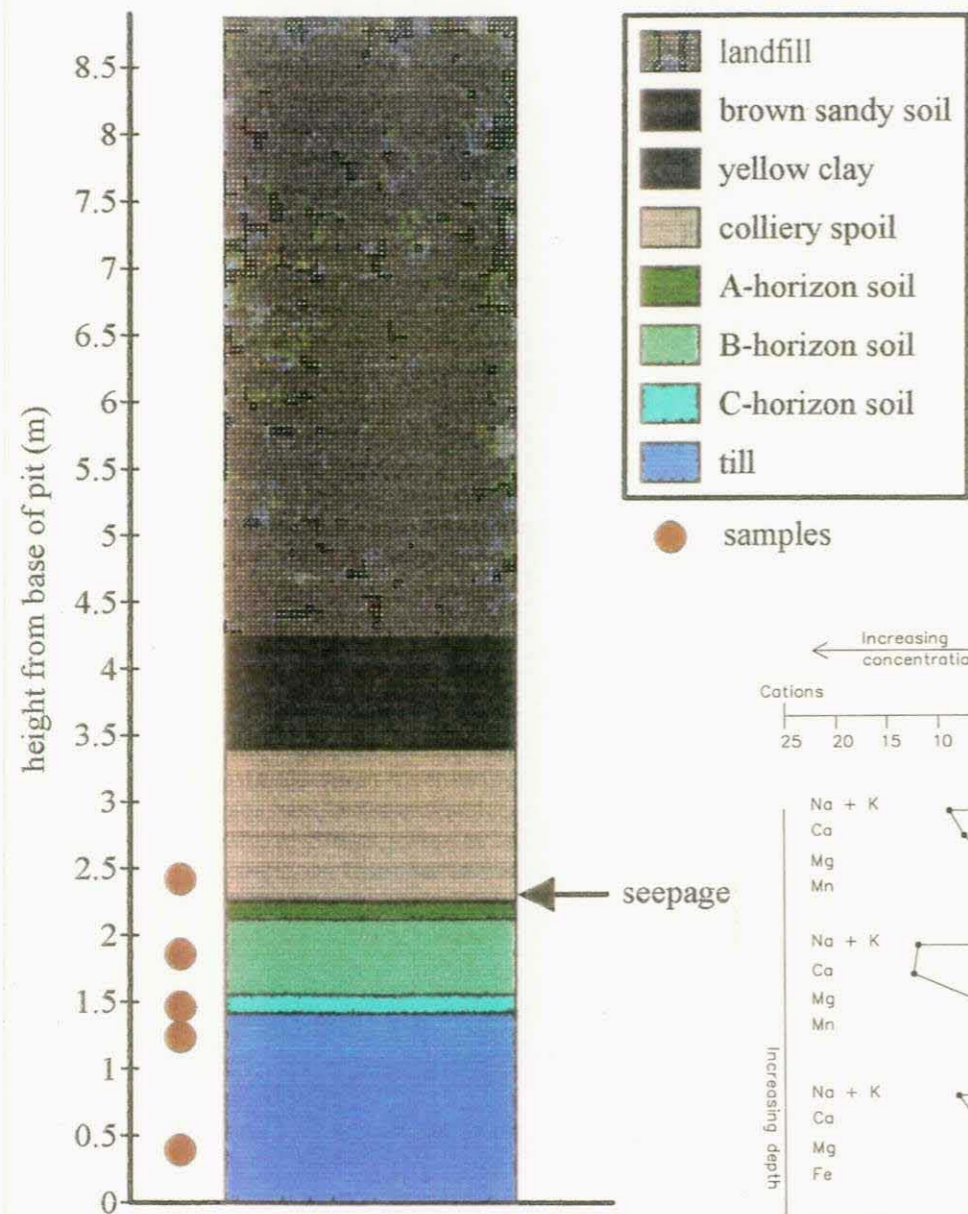 8.5
8
7.5
7
6.5
6
5.5
5
4.5
4
3.5
3
2.5
2
1.5
1
0.5
0
height from base of pit (m)
seepage
landfill
brown sandy soil
yellow clay
colliery spoil
A-horizon soil
B-horizon soil
C-horizon soil
till
samples
Increasing
concentratio
Cations
25 20 15 10
Na + K
Ca
Mg
Mn
Na + K
Ca
Mg
Mn
Na + K
Ca
Mg
Fe
Increasing depth